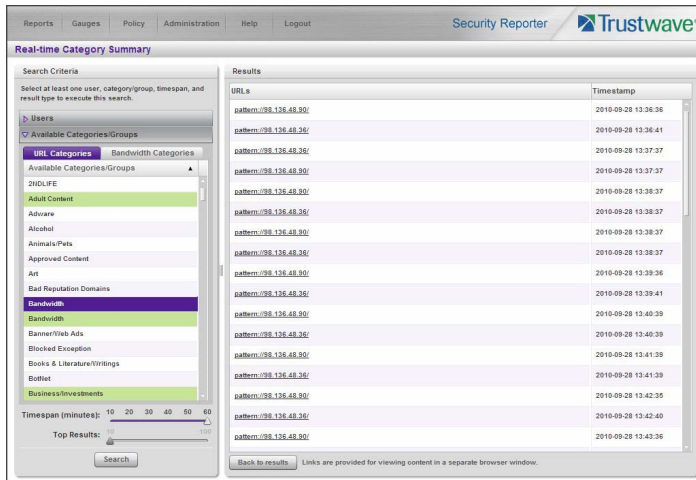 Reports Gauges Policy Administration Help Logout
Security Reporter
Trustwave
Real-time Category Summary
Search Criteria
Select at least one user, category/group, timespan, and
result type to execute this search.
Users
Available Categories/Groups
URL Categories Bandwidth Categories
Available Categories/Groups
2NDLIFE
Adult Content
Adware
Alcohol
Animals/Pets
Approved Content
Art
Bad Reputation Domains
Bandwidth
Bandwidth
Banner/Web Ads
Blocked Exception
Books & Literature/Writings
BotNet
Business/Investments
Timespan (minutes): 10 20 30 40 50 60
Top Results: 10 100
Search
Results
URLs Timestamp
pattern://98.136.48.90/ 2010-09-28 13:36:36
pattern://98.136.48.36/ 2010-09-28 13:36:41
pattern://98.136.48.36/ 2010-09-28 13:37:37
pattern://98.136.48.90/ 2010-09-28 13:37:37
pattern://98.136.48.90/ 2010-09-28 13:38:37
pattern://98.136.48.36/ 2010-09-28 13:38:37
pattern://98.136.48.90/ 2010-09-28 13:38:37
pattern://98.136.48.36/ 2010-09-28 13:38:37
pattern://98.136.48.90/ 2010-09-28 13:39:36
pattern://98.136.48.36/ 2010-09-28 13:39:41
pattern://98.136.48.90/ 2010-09-28 13:40:39
pattern://98.136.48.36/ 2010-09-28 13:40:39
pattern://98.136.48.90/ 2010-09-28 13:41:39
pattern://98.136.48.36/ 2010-09-28 13:41:39
pattern://98.136.48.90/ 2010-09-28 13:42:35
pattern://98.136.48.36/ 2010-09-28 13:42:40
pattern://98.136.48.90/ 2010-09-28 13:43:36
Back to results Links are provided for viewing content in a separate browser window.